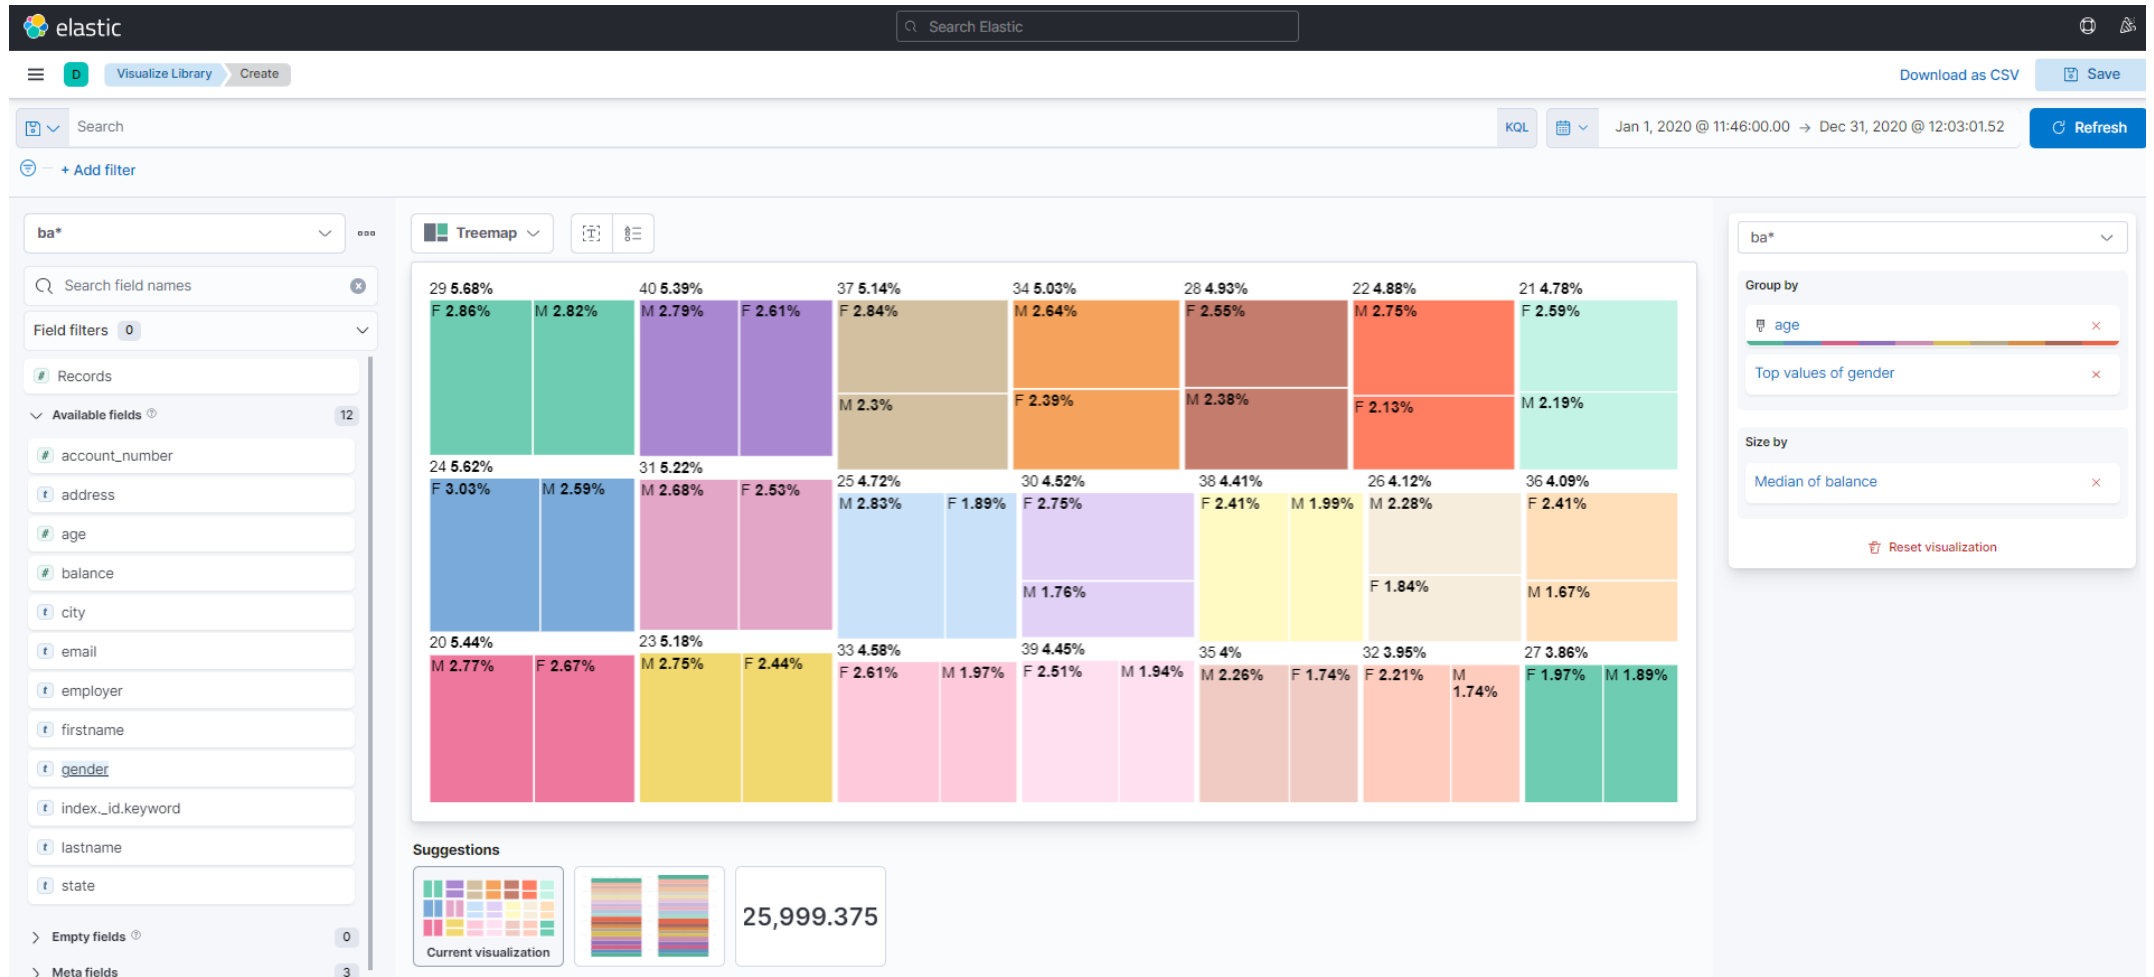 elastic
Search Elastic
D
Visualize Library
Create
Download as CSV
Save
Search
KQL
Jan 1, 2020 @ 11:46:00.00 → Dec 31, 2020 @ 12:03:01.52
Refresh
+ Add filter
ba*
Search field names
Field filters 0
# Records
Available fields 12
# account_number
t address
# age
# balance
t city
t email
t employer
t firstname
t gender
t index._id.keyword
t lastname
t state
Empty fields 0
Meta fields 3
Treemap
29 5.68%
F 2.86%
M 2.82%
40 5.39%
M 2.79%
F 2.61%
37 5.14%
F 2.84%
M 2.3%
34 5.03%
M 2.64%
F 2.39%
28 4.93%
F 2.55%
M 2.38%
22 4.88%
M 2.75%
F 2.13%
21 4.78%
F 2.59%
M 2.19%
24 5.62%
F 3.03%
M 2.59%
31 5.22%
M 2.68%
F 2.53%
25 4.72%
M 2.83%
F 1.89%
30 4.52%
F 2.75%
M 1.76%
38 4.41%
F 2.41%
M 1.99%
26 4.12%
M 2.28%
F 1.84%
36 4.09%
F 2.41%
M 1.67%
20 5.44%
M 2.77%
F 2.67%
23 5.18%
M 2.75%
F 2.44%
33 4.58%
F 2.61%
M 1.97%
39 4.45%
F 2.51%
M 1.94%
35 4%
M 2.26%
F 1.74%
32 3.95%
F 2.21%
M
1.74%
27 3.86%
F 1.97%
M 1.89%
Suggestions
Current visualization
25,999.375
ba*
Group by
age
Top values of gender
Size by
Median of balance
Reset visualization